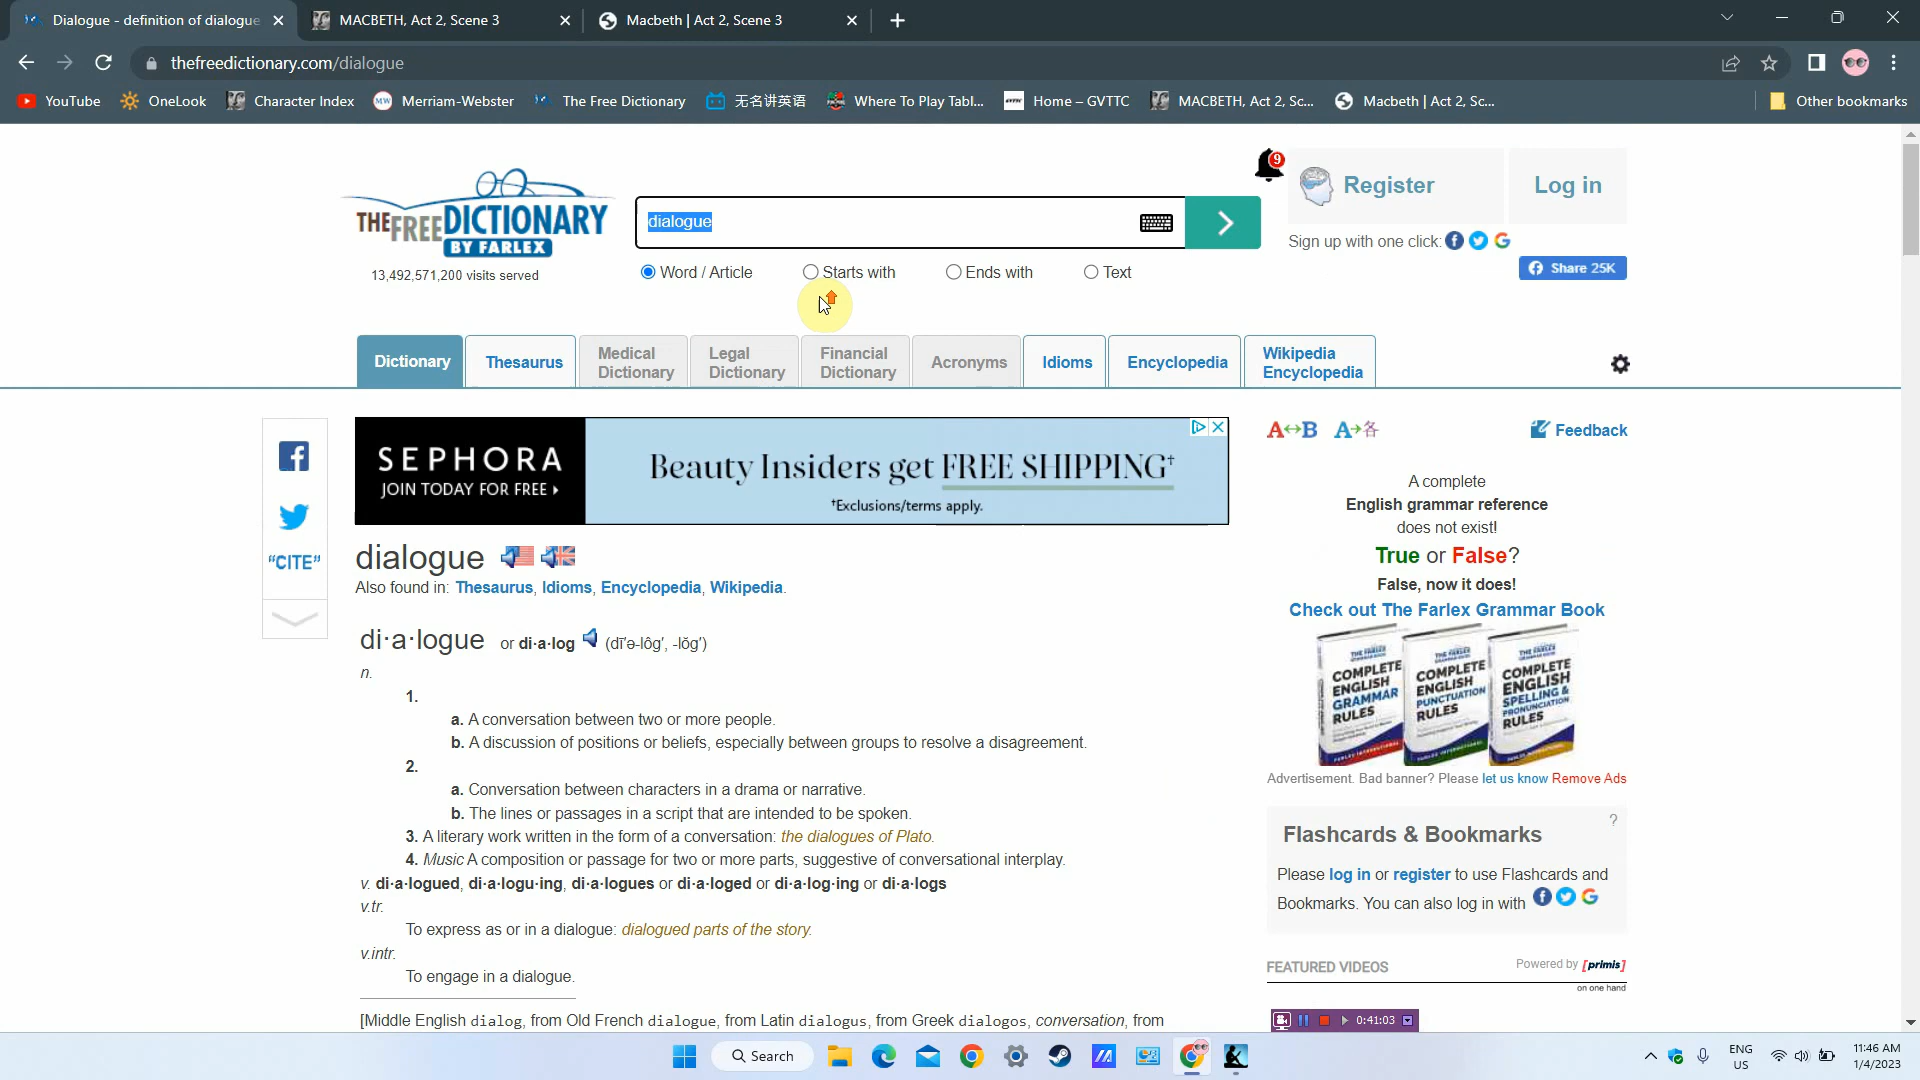 Dialogue - definition of dialogue
MACBETH, Act 2, Scene 3
Macbeth | Act 2, Scene 3
thefreedictionary.com/dialogue
YouTube
OneLook
Character Index
MW
Merriam-Webster
The Free Dictionary
无名讲英语
Where To Play Tabl...
Home – GVTTC
MACBETH, Act 2, Sc...
Macbeth | Act 2, Sc...
Other bookmarks
THE FREE DICTIONARY
BY FARLEX
13,492,571,200 visits served
dialogue
Word / Article
Starts with
Ends with
Text
9
Register
Log in
Sign up with one click:
Share 25K
Dictionary
Thesaurus
Medical Dictionary
Legal Dictionary
Financial Dictionary
Acronyms
Idioms
Encyclopedia
Wikipedia Encyclopedia
"CITE"
SEPHORA
JOIN TODAY FOR FREE
Beauty Insiders get FREE SHIPPING†
†Exclusions/terms apply.
dialogue
Also found in: Thesaurus, Idioms, Encyclopedia, Wikipedia.
di·a·logue or di·a·log (dī′ə-lôg′, -lŏg′)
n.
1.
a. A conversation between two or more people.
b. A discussion of positions or beliefs, especially between groups to resolve a disagreement.
2.
a. Conversation between characters in a drama or narrative.
b. The lines or passages in a script that are intended to be spoken.
3. A literary work written in the form of a conversation: the dialogues of Plato.
4. Music A composition or passage for two or more parts, suggestive of conversational interplay.
v. di·a·logued, di·a·logu·ing, di·a·logues or di·a·loged or di·a·log·ing or di·a·logs
v.tr.
To express as or in a dialogue: dialogued parts of the story.
v.intr.
To engage in a dialogue.
[Middle English dialog, from Old French dialogue, from Latin dialogus, from Greek dialogos, conversation, from
A↔B A→各
Feedback
A complete
English grammar reference
does not exist!
True or False?
False, now it does!
Check out The Farlex Grammar Book
COMPLETE ENGLISH GRAMMAR RULES
COMPLETE ENGLISH PUNCTUATION RULES
COMPLETE ENGLISH SPELLING & PRONUNCIATION RULES
Advertisement. Bad banner? Please let us know Remove Ads
Flashcards & Bookmarks
?
Please log in or register to use Flashcards and
Bookmarks. You can also log in with
FEATURED VIDEOS
Powered by [primis]
on one hand
0:41:03
Search
ENG
US
11:46 AM
1/4/2023